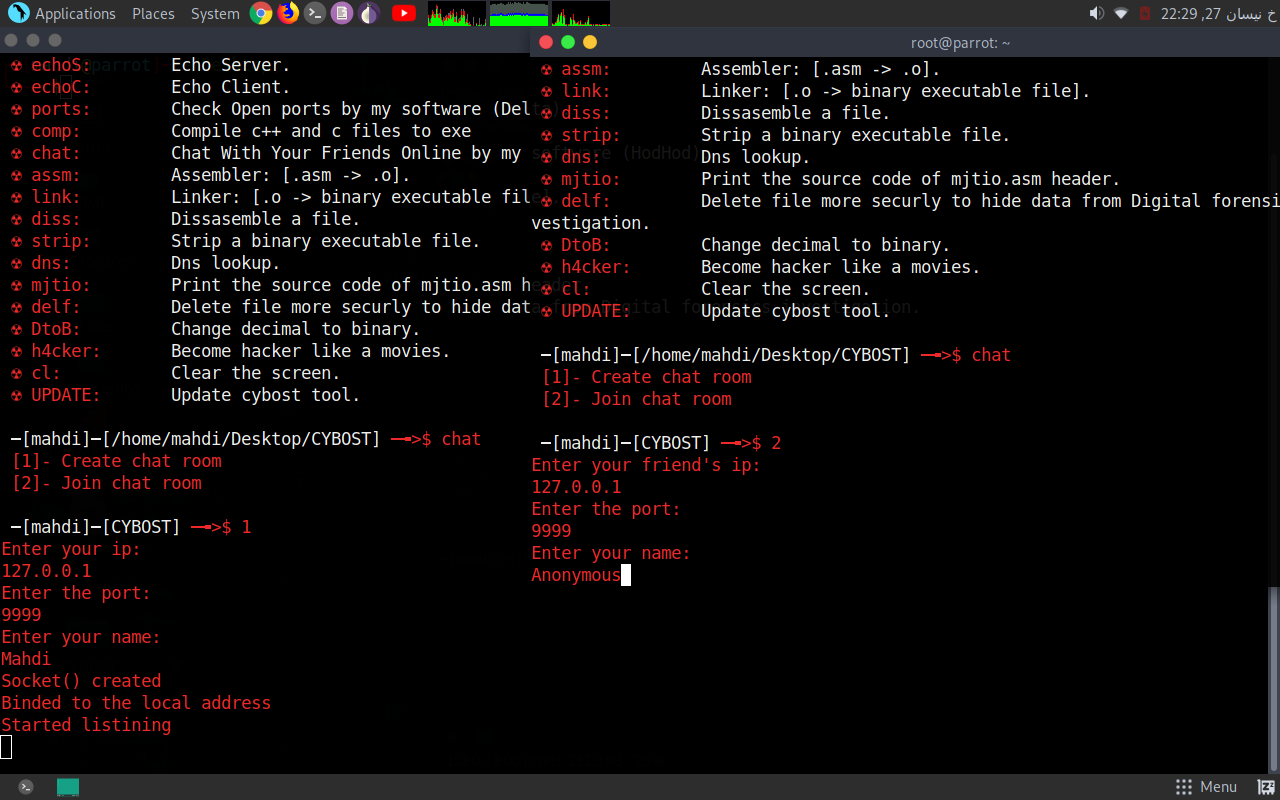 Applications Places System
22:29 ,27 نيسان خ
echoS: Echo Server.
echoC: Echo Client.
ports: Check Open ports by my software (Del
comp: Compile c++ and c files to exe
chat: Chat With Your Friends Online by my
assm: Assembler: [.asm -> .o].
link: Linker: [.o -> binary executable fil
diss: Dissasemble a file.
strip: Strip a binary executable file.
dns: Dns lookup.
mjtio: Print the source code of mjtio.asm h
delf: Delete file more securly to hide dat
DtoB: Change decimal to binary.
h4cker: Become hacker like a movies.
cl: Clear the screen.
UPDATE: Update cybost tool.
─[mahdi]─[/home/mahdi/Desktop/CYBOST] ──►>$ chat
[1]- Create chat room
[2]- Join chat room
─[mahdi]─[CYBOST] ──►>$ 1
Enter your ip:
127.0.0.1
Enter the port:
9999
Enter your name:
Mahdi
Socket() created
Binded to the local address
Started listining
root@parrot: ~
assm: Assembler: [.asm -> .o].
link: Linker: [.o -> binary executable file].
diss: Dissasemble a file.
strip: Strip a binary executable file.
dns: Dns lookup.
mjtio: Print the source code of mjtio.asm header.
delf: Delete file more securly to hide data from Digital forensi
vestigation.
DtoB: Change decimal to binary.
h4cker: Become hacker like a movies.
cl: Clear the screen.
UPDATE: Update cybost tool.
─[mahdi]─[/home/mahdi/Desktop/CYBOST] ──►>$ chat
[1]- Create chat room
[2]- Join chat room
─[mahdi]─[CYBOST] ──►>$ 2
Enter your friend's ip:
127.0.0.1
Enter the port:
9999
Enter your name:
Anonymous
Menu